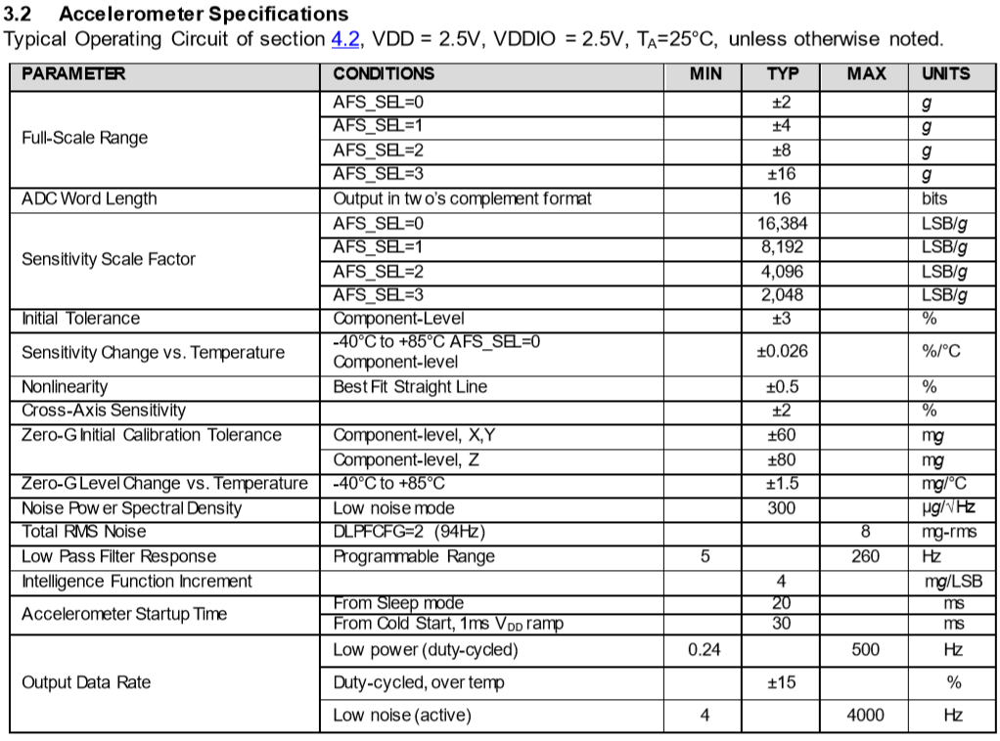 3.2 Accelerometer Specifications
Typical Operating Circuit of section 4.2, VDD = 2.5V, VDDIO = 2.5V, TA=25°C, unless otherwise noted.
PARAMETER CONDITIONS MIN TYP MAX UNITS
Full-Scale Range
AFS_SEL=0 ±2 g
AFS_SEL=1 ±4 g
AFS_SEL=2 ±8 g
AFS_SEL=3 ±16 g
ADC Word Length Output in two's complement format 16 bits
Sensitivity Scale Factor
AFS_SEL=0 16,384 LSB/g
AFS_SEL=1 8,192 LSB/g
AFS_SEL=2 4,096 LSB/g
AFS_SEL=3 2,048 LSB/g
Initial Tolerance Component-Level ±3 %
Sensitivity Change vs. Temperature
-40°C to +85°C AFS_SEL=0
Component-level
±0.026 %/°C
Nonlinearity Best Fit Straight Line ±0.5 %
Cross-Axis Sensitivity ±2 %
Zero-G Initial Calibration Tolerance Component-level, X,Y ±60 mg
Component-level, Z ±80 mg
Zero-G Level Change vs. Temperature -40°C to +85°C ±1.5 mg/°C
Noise Power Spectral Density Low noise mode 300 µg/√Hz
Total RMS Noise DLPFCFG=2 (94Hz) 8 mg-rms
Low Pass Filter Response Programmable Range 5 260 Hz
Intelligence Function Increment 4 mg/LSB
Accelerometer Startup Time
From Sleep mode 20 ms
From Cold Start, 1ms VDD ramp 30 ms
Output Data Rate
Low power (duty-cycled) 0.24 500 Hz
Duty-cycled, over temp ±15 %
Low noise (active) 4 4000 Hz